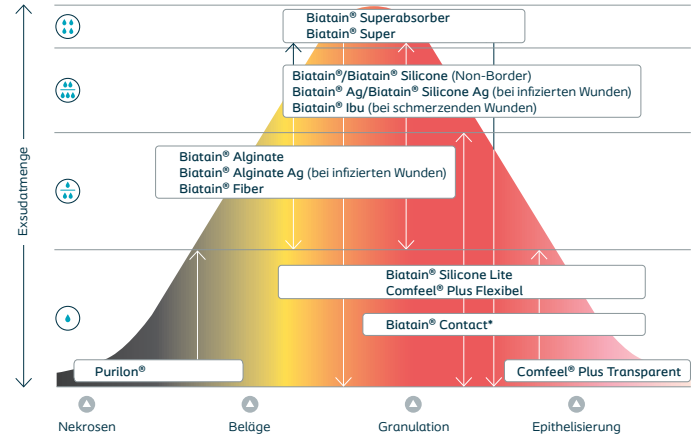 Exsudatmenge
Biatain® Superabsorber
Biatain® Super
Biatain®/Biatain® Silicone (Non-Border)
Biatain® Ag/Biatain® Silicone Ag (bei infizierten Wunden)
Biatain® Ibu (bei schmerzenden Wunden)
Biatain® Alginate
Biatain® Alginate Ag (bei infizierten Wunden)
Biatain® Fiber
Biatain® Silicone Lite
Comfeel® Plus Flexibel
Biatain® Contact*
Purilon®
Comfeel® Plus Transparent
Nekrosen
Beläge
Granulation
Epithelisierung